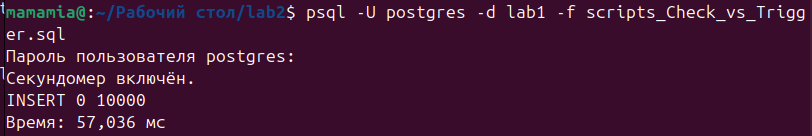 mamamia@:~/Рабочий стол/lab2$ psql -U postgres -d lab1 -f scripts_Check_vs_Trigg
er.sql
Пароль пользователя postgres:
Секундомер включён.
INSERT 0 10000
Время: 57,036 мс